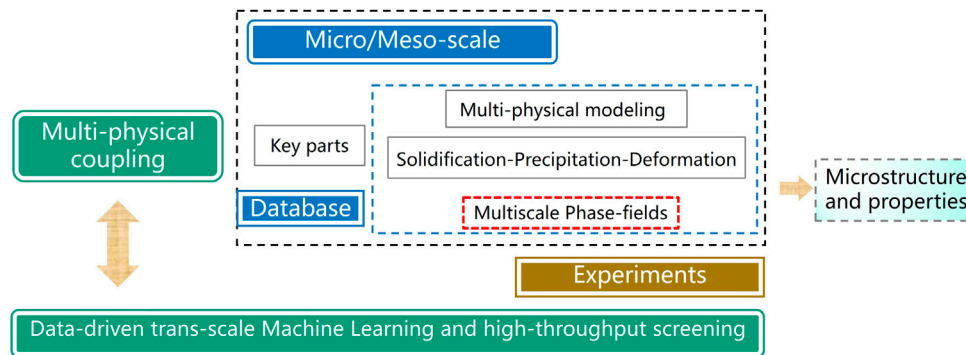 Micro/Meso-scale
Multi-physical
coupling
Key parts
Multi-physical modeling
Solidification-Precipitation-Deformation
Database
Multiscale Phase-fields
Microstructure
and properties
Experiments
Data-driven trans-scale Machine Learning and high-throughput screening